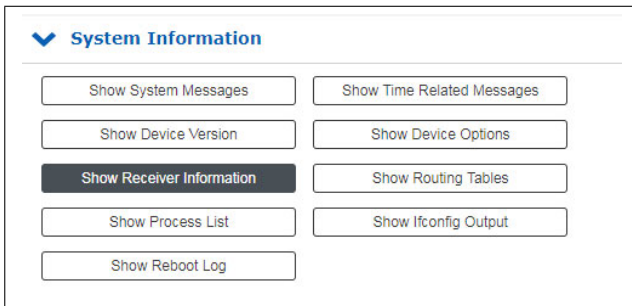 System Information
Show System Messages
Show Time Related Messages
Show Device Version
Show Device Options
Show Receiver Information
Show Routing Tables
Show Process List
Show Ifconfig Output
Show Reboot Log